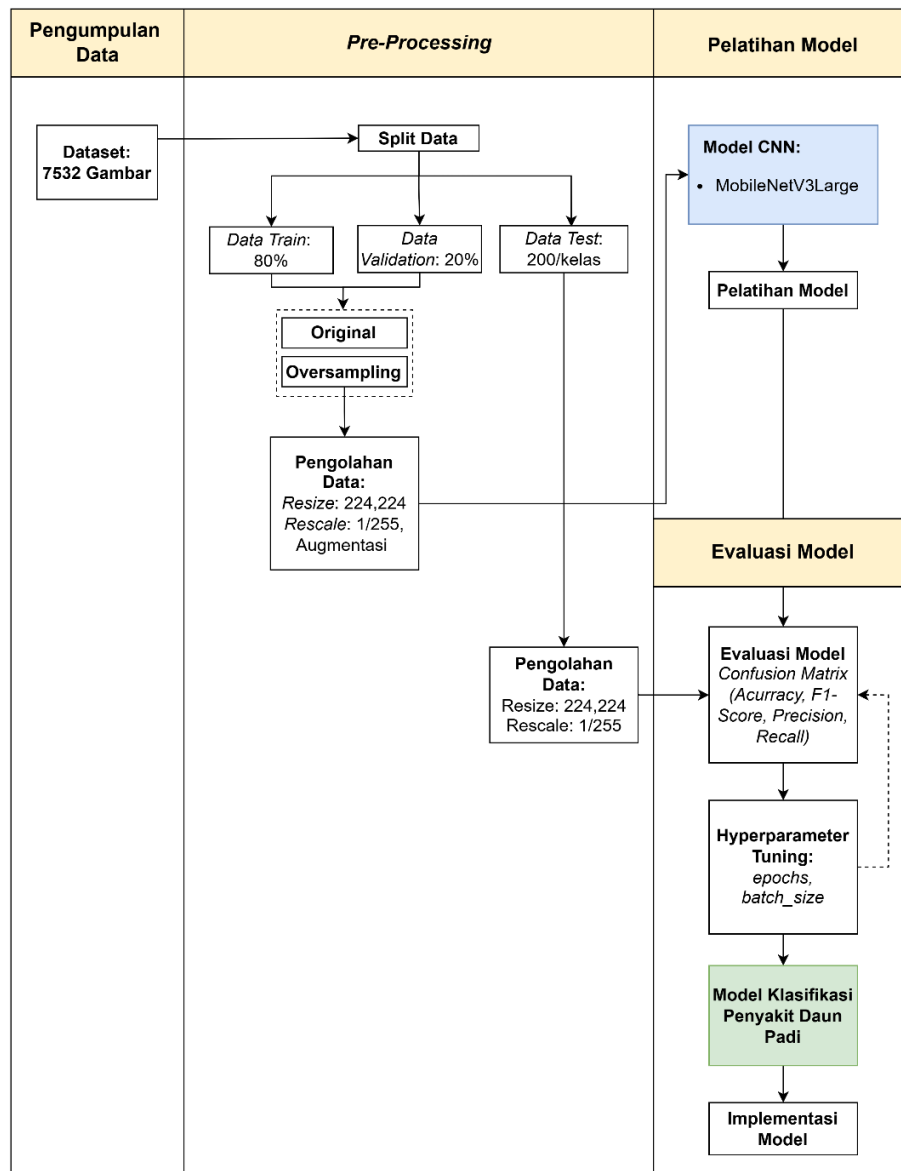 Pengumpulan
Data
Pre-Processing
Pelatihan Model
Dataset:
7532 Gambar
Split Data
Data Train:
80%
Data
Validation: 20%
Data Test:
200/kelas
Original
Oversampling
Pengolahan
Data:
Resize: 224,224
Rescale: 1/255,
Augmentasi
Model CNN:
• MobileNetV3Large
Pelatihan Model
Evaluasi Model
Pengolahan
Data:
Resize: 224,224
Rescale: 1/255
Evaluasi Model
Confusion Matrix
(Acurracy, F1-
Score, Precision,
Recall)
Hyperparameter
Tuning:
epochs,
batch_size
Model Klasifikasi
Penyakit Daun
Padi
Implementasi
Model